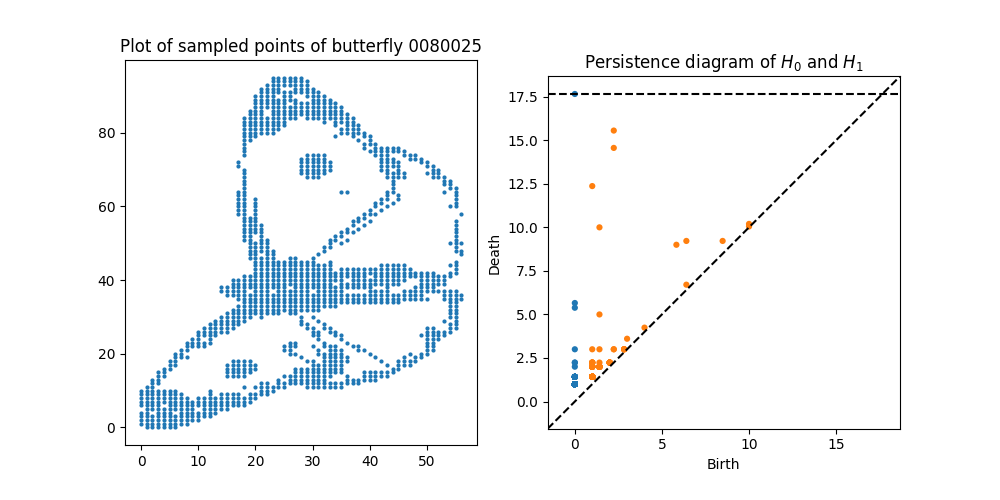 Plot of sampled points of butterfly 0080025
80
60
40
20
0
0 10 20 30 40 50
Persistence diagram of H₀ and H₁
17.5
15.0
12.5
10.0
7.5
5.0
2.5
0.0
Death
0 5 10 15
Birth